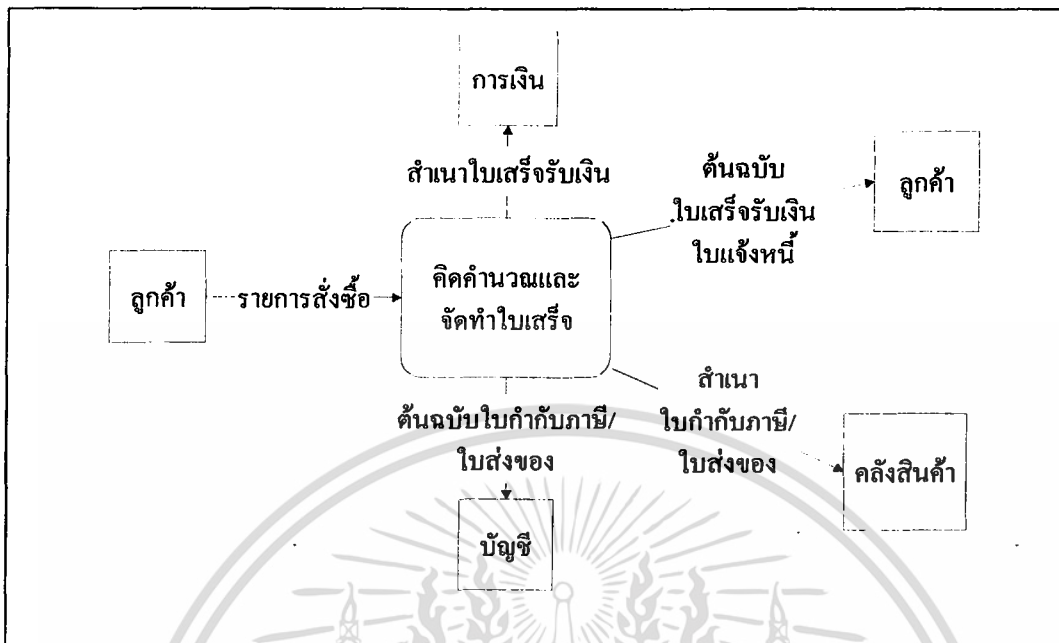 การเงิน
สำเนาใบเสร็จรับเงิน
ต้นฉบับ
ใบเสร็จรับเงิน
ใบแจ้งหนี้
ลูกค้า
ลูกค้า
รายการสั่งซื้อ
คิดคำนวณและ
จัดทำใบเสร็จ
ต้นฉบับใบกำกับภาษี/
ใบส่งของ
สำเนา
ใบกำกับภาษี/
ใบส่งของ
คลังสินค้า
บัญชี